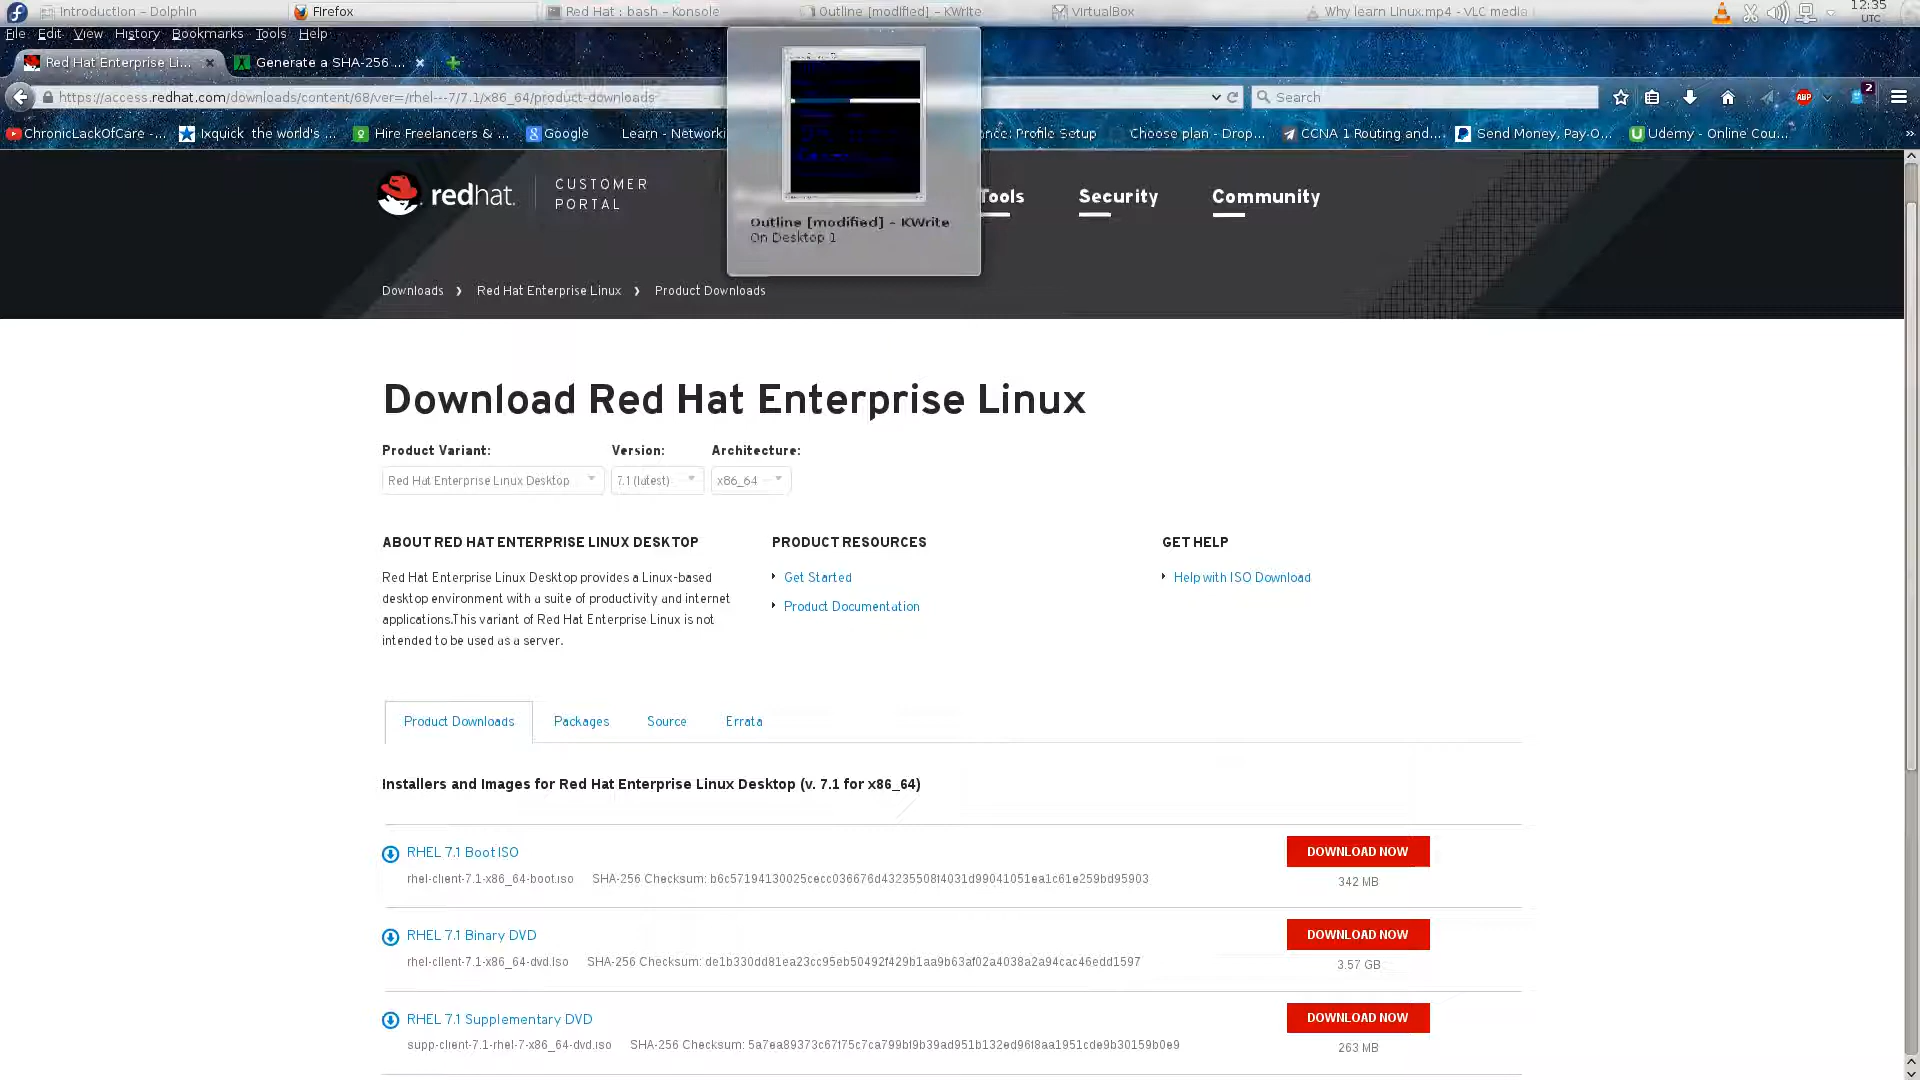 Introduction – Dolphin
Firefox
Red Hat : bash – Konsole
Outline [modified] – KWrite
VirtualBox
Why learn Linux.mp4 - VLC media
12:35
UTC
File Edit View History Bookmarks Tools Help
Red Hat Enterprise Li...
Generate a SHA-256 ...
https://access.redhat.com/downloads/content/68/ver=/rhel---7/7.1/x86_64/product-downloads
Search
ABP
2
ChronicLackOfCare -...
Ixquick the world's ...
Hire Freelancers & ...
Google
Learn - Networki
nce: Profile Setup
Choose plan - Drop...
CCNA 1 Routing and...
Send Money, Pay O...
Udemy - Online Cou...
redhat.
CUSTOMER
PORTAL
Tools
Security
Community
Outline [modified] – KWrite
On Desktop 1
Downloads
Red Hat Enterprise Linux
Product Downloads
Download Red Hat Enterprise Linux
Product Variant: Version: Architecture:
Red Hat Enterprise Linux Desktop
7.1 (latest)
x86_64
ABOUT RED HAT ENTERPRISE LINUX DESKTOP
Red Hat Enterprise Linux Desktop provides a Linux-based
desktop environment with a suite of productivity and internet
applications.This variant of Red Hat Enterprise Linux is not
intended to be used as a server.
PRODUCT RESOURCES
Get Started
Product Documentation
GET HELP
Help with ISO Download
Product Downloads
Packages
Source
Errata
Installers and Images for Red Hat Enterprise Linux Desktop (v. 7.1 for x86_64)
RHEL 7.1 Boot ISO
rhel-client-7.1-x86_64-boot.iso
SHA-256 Checksum: b6c57194130025cecc036676d43235508f4031d99041051ea1c61e259bd95903
DOWNLOAD NOW
342 MB
RHEL 7.1 Binary DVD
rhel-client-7.1-x86_64-dvd.iso
SHA-256 Checksum: de1b330dd81ea23cc95eb50492f429b1aa9b63af02a4038a2a94cac46edd1597
DOWNLOAD NOW
3.57 GB
RHEL 7.1 Supplementary DVD
supp-client-7.1-rhel-7-x86_64-dvd.iso
SHA-256 Checksum: 5a7ea89373c67f75c7ca799bf9b39ad951b132ed96f8aa1951cde9b30159b0e9
DOWNLOAD NOW
263 MB